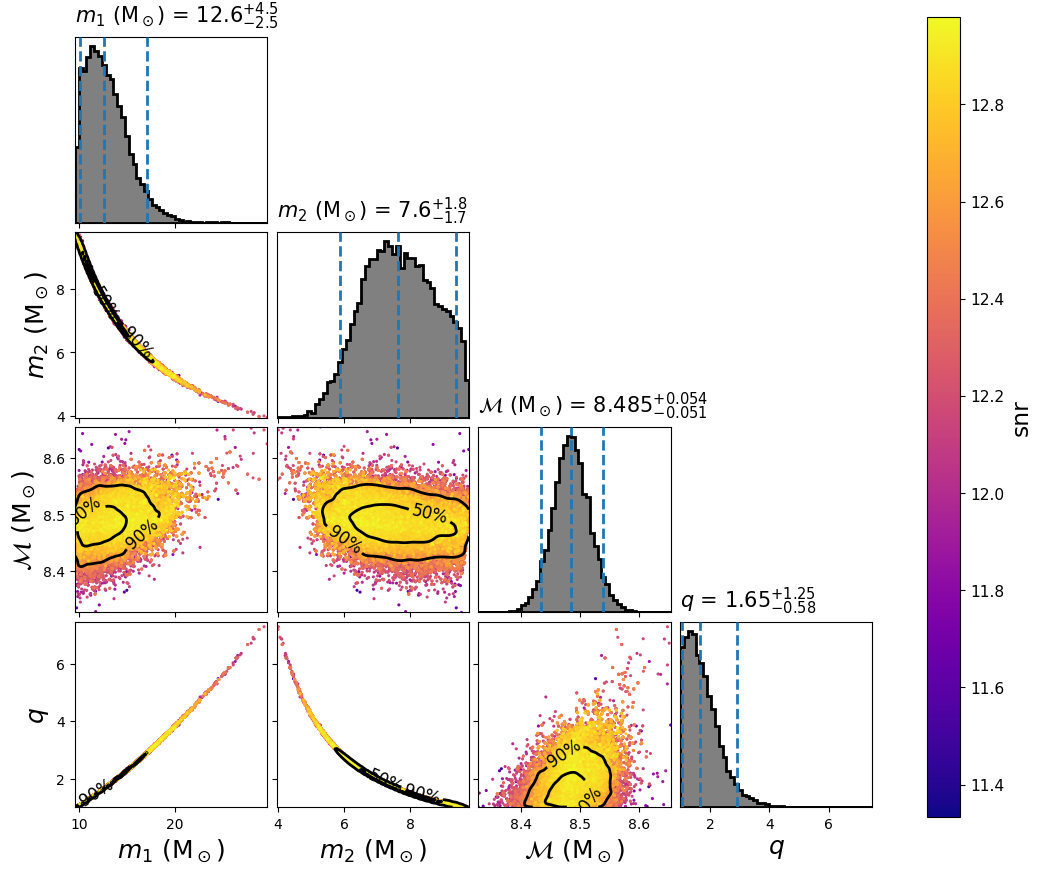 m₁ (M⊙) = 12.6⁺⁴·⁵₋₂.₅
12.8
m₂ (M⊙) = 7.6⁺¹·⁸₋₁.₇
12.6
m₂ (M⊙)
8
6
4
50%
90%
12.4
ℳ (M⊙) = 8.485⁺⁰·⁰⁵⁴₋₀.₀₅₁
12.2
snr
ℳ (M⊙)
8.6
8.5
8.4
50%
90%
50%
90%
12.0
11.8
q = 1.65⁺¹·²⁵₋₀.₅₈
11.6
q
6
4
2
90%
50%
90%
90%
11.4
10 20 4 6 8 8.4 8.5 8.6 2 4 6
m₁ (M⊙) m₂ (M⊙) ℳ (M⊙) q